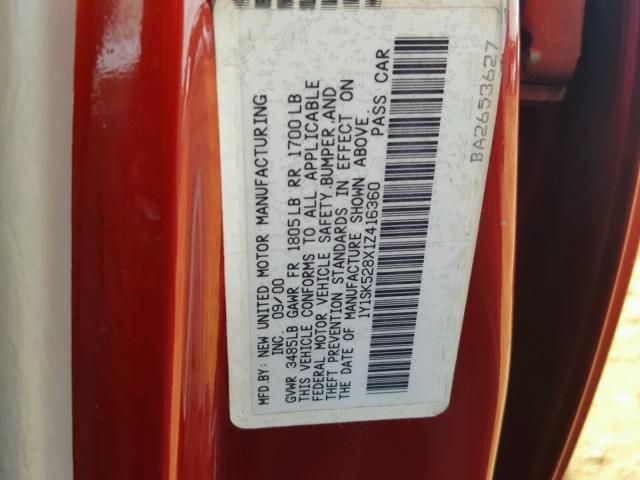 MFD.BY: NEW UNITED MOTOR MANUFACTURING
INC. 09/00
GVWR 3485LB GAWR FR 1805LB RR 1700LB
THIS VEHICLE CONFORMS TO ALL APPLICABLE
FEDERAL MOTOR VEHICLE SAFETY,BUMPER,AND
THEFT PREVENTION STANDARDS IN EFFECT ON
THE DATE OF MANUFACTURE SHOWN ABOVE.
1Y1SK528X1Z416360 PASS CAR
BA2653627